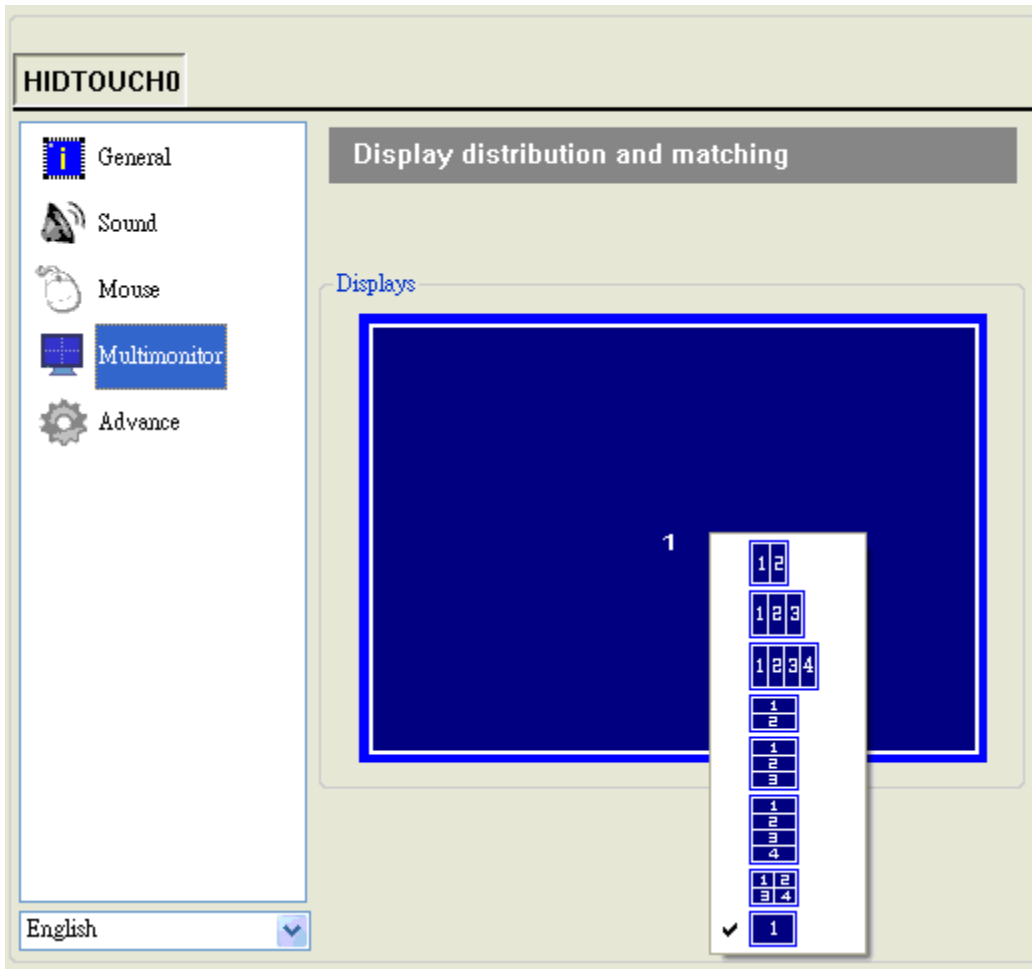 HIDTOUCH0
General
Sound
Mouse
Multimonitor
Advance
English
Display distribution and matching
Displays
1
1 2
1 2 3
1 2 3 4
1
2
1
2
3
1
2
3
4
1 2
3 4
1